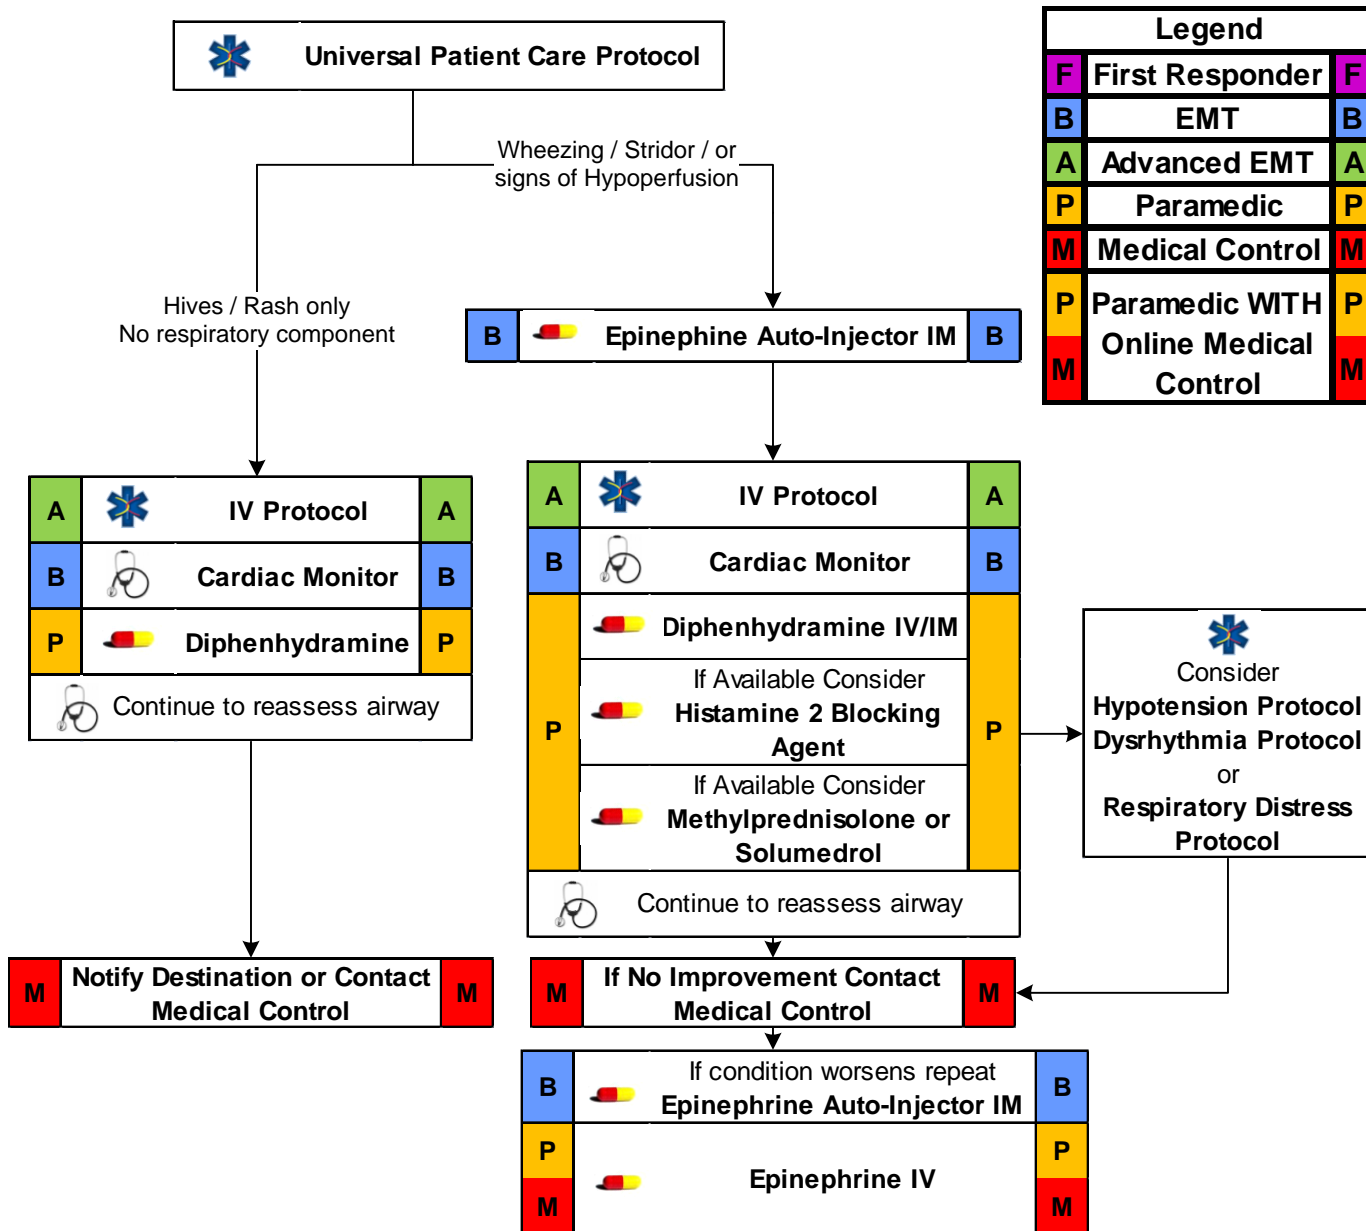 Universal Patient Care Protocol
Legend
F First Responder F
B EMT B
A Advanced EMT A
P Paramedic P
M Medical Control M
P Paramedic WITH P
Online Medical
M Control M
Wheezing / Stridor / or
signs of Hypoperfusion
Hives / Rash only
No respiratory component
B Epinephine Auto-Injector IM B
A IV Protocol A
B Cardiac Monitor B
P Diphenhydramine P
Continue to reassess airway
A IV Protocol A
B Cardiac Monitor B
Diphenhydramine IV/IM
If Available Consider
Histamine 2 Blocking
P Agent P
If Available Consider
Methylprednisolone or
Solumedrol
Continue to reassess airway
Consider
Hypotension Protocol
Dysrhythmia Protocol
or
Respiratory Distress
Protocol
M Notify Destination or Contact M
Medical Control
M If No Improvement Contact M
Medical Control
B If condition worsens repeat B
Epinephrine Auto-Injector IM
P P
Epinephrine IV
M M